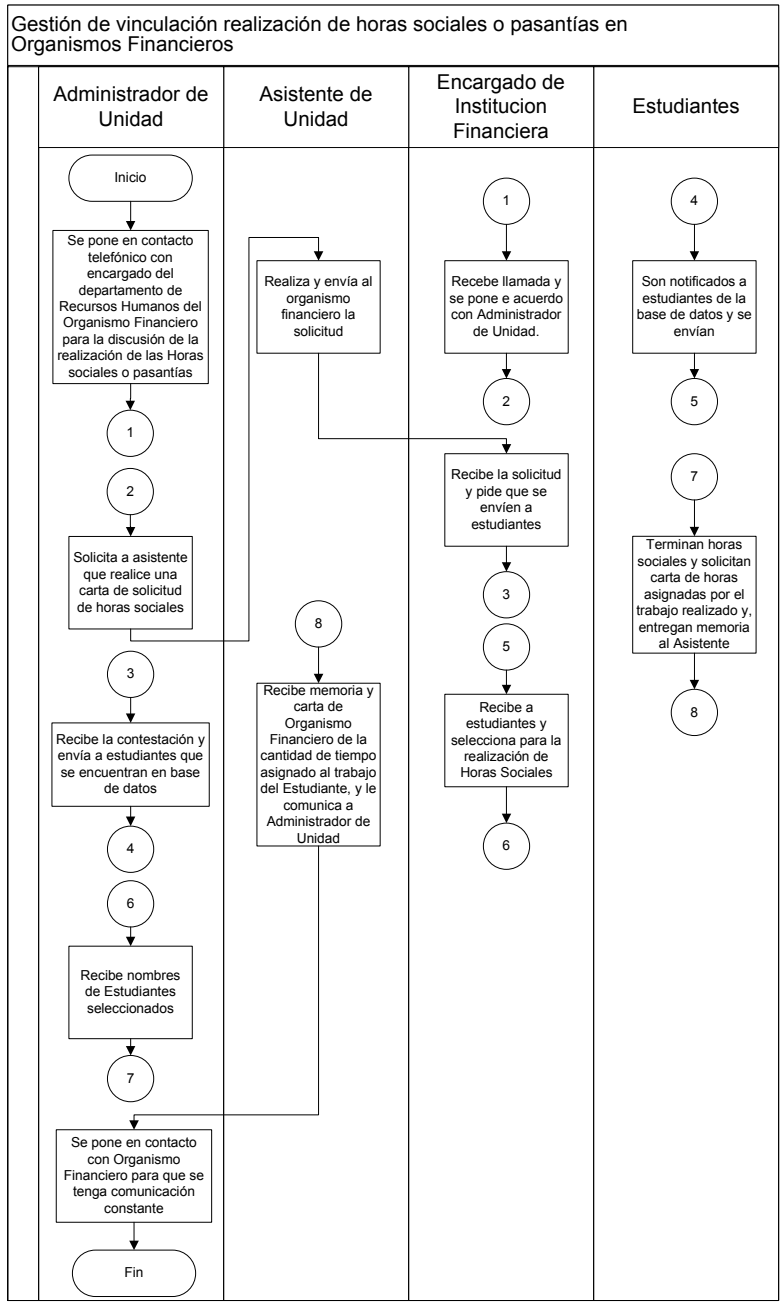 Gestión de vinculación realización de horas sociales o pasantías en
Organismos Financieros
Administrador de
Unidad
Asistente de
Unidad
Encargado de
Institucion
Financiera
Estudiantes
Inicio
Se pone en contacto
telefónico con
encargado del
departamento de
Recursos Humanos del
Organismo Financiero
para la discusión de la
realización de las Horas
sociales o pasantías
1
2
Solicita a asistente
que realice una
carta de solicitud
de horas sociales
3
Recibe la contestación y
envía a estudiantes que
se encuentran en base
de datos
4
6
Recibe nombres
de Estudiantes
seleccionados
7
Se pone en contacto
con Organismo
Financiero para que se
tenga comunicación
constante
Fin
Realiza y envía al
organismo
financiero la
solicitud
8
Recibe memoria y
carta de
Organismo
Financiero de la
cantidad de tiempo
asignado al trabajo
del Estudiante, y le
comunica a
Administrador de
Unidad
1
Recebe llamada y
se pone e acuerdo
con Administrador
de Unidad.
2
Recibe la solicitud
y pide que se
envíen a
estudiantes
3
5
Recibe a
estudiantes y
selecciona para la
realización de
Horas Sociales
6
4
Son notificados a
estudiantes de la
base de datos y se
envían
5
7
Terminan horas
sociales y solicitan
carta de horas
asignadas por el
trabajo realizado y,
entregan memoria
al Asistente
8